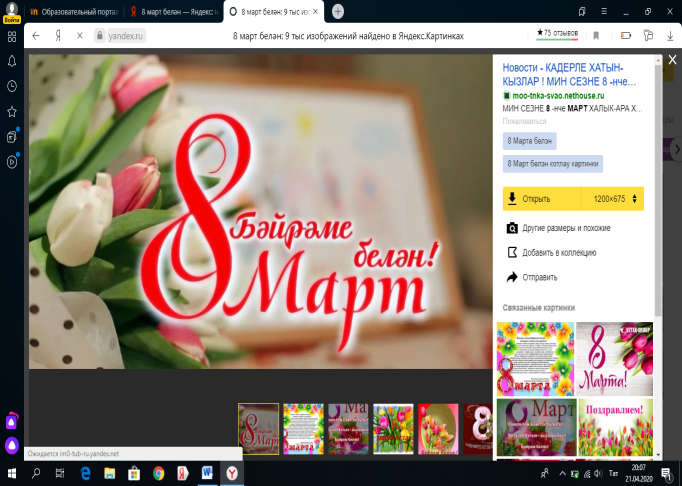 Войти
Образовательный портал
8 март белән — Яндекс
8 март белән: 9 тыс изо
yandex.ru
8 март белән: 9 тыс изображений найдено в Яндекс.Картинках
75 отзывов
8 Бәйрәме
белән!
Март
Новости - КАДЕРЛЕ ХАТЫН-
КЫЗЛАР ! МИН СЕЗНЕ 8 -нче…
moo-tnka-svao.nethouse.ru
МИН СЕЗНЕ 8 -нче МАРТ ХАЛЫК-АРА Х…
Пожаловаться
8 Марта белән
8 Март белән котлау картинки
Открыть
1200×675
Другие размеры и похожие
Добавить в коллекцию
Отправить
Связанные картинки
8 МАРТА
8 Марта!
Март
Поздравляем!
Ожидается im0-tub-ru.yandex.net
Тат
20:07
21.04.2020